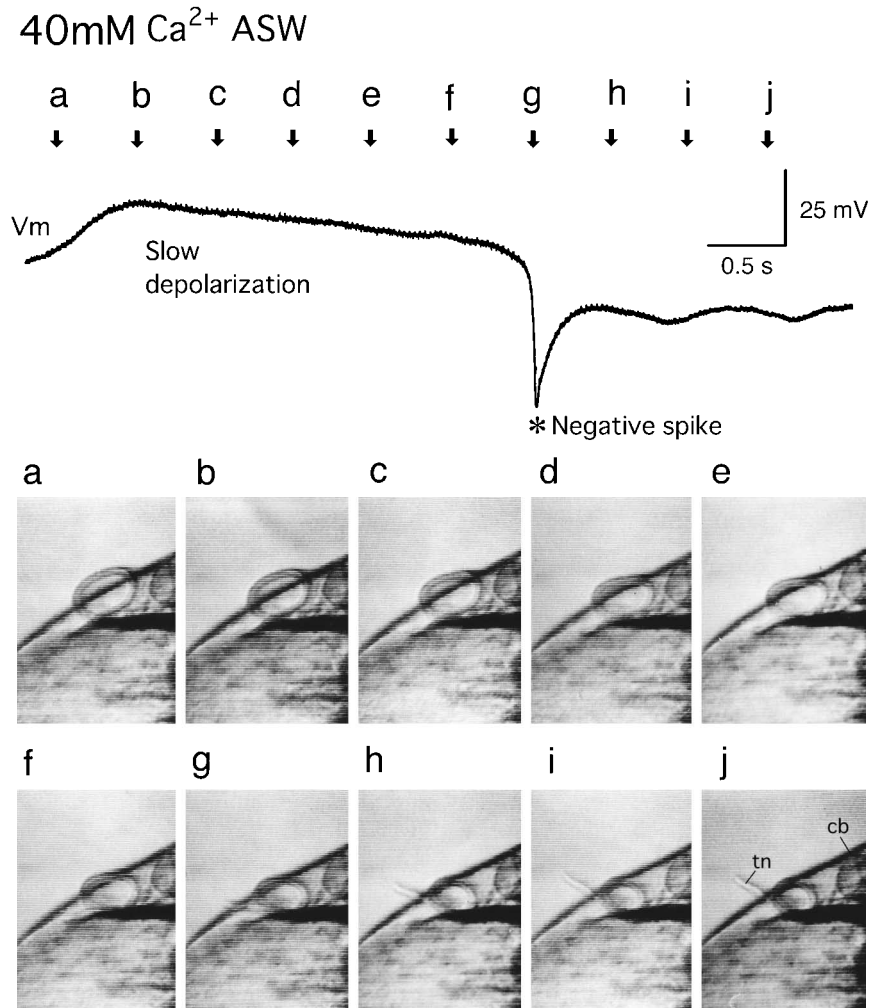 40mM Ca²⁺ ASW
a b c d e f g h i j
Vm
Slow
depolarization
25 mV
0.5 s
* Negative spike
a b c d e
f g h i j
cb
tn